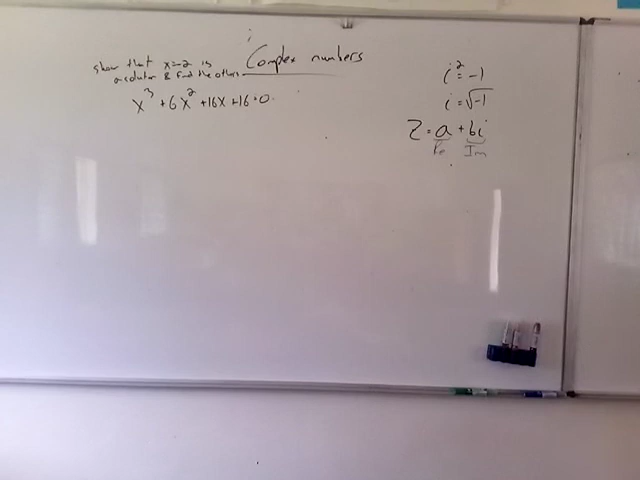 Complex numbers
show that x=-2 is
a solution & find the others
x³ + 6x² + 16x + 16 = 0
i² = -1
i = √-1
Z = a + bi
Re Im